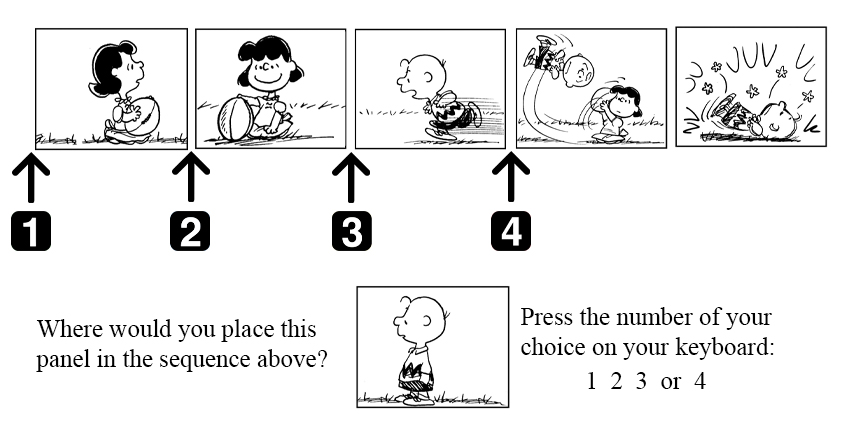 1
2
3
4
Where would you place this
panel in the sequence above?
Press the number of your
choice on your keyboard:
1 2 3 or 4